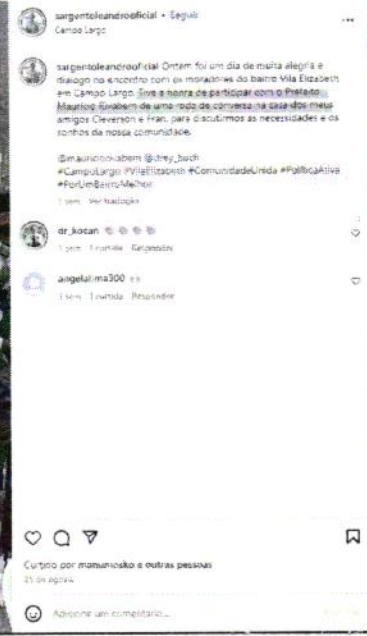 sargentoleandrooficial • Seguir
Campo Largo
sargentoleandrooficial Ontem foi um dia de muita alegria e
diálogo no encontro com os moradores do bairro Vila Elizabeth
em Campo Largo. Tive a honra de participar com o Prefeito
Maurício Rivabem de uma roda de conversa na casa dos meus
amigos Cleverson e Fran, para discutirmos as necessidades e os
sonhos da nossa comunidade.
@mauriciorivabem
#CampoLargo #VilaElizabeth #ComunidadeUnida #PolíticaAtiva
#PorUmBairroMelhor
1 sem Ver tradução
dr_kocan
1 sem 1 curtida Responder
angelalima300
1 sem 1 curtida Responder
Curtido por manumosko e outras pessoas
25 de agosto
Adicione um comentário...